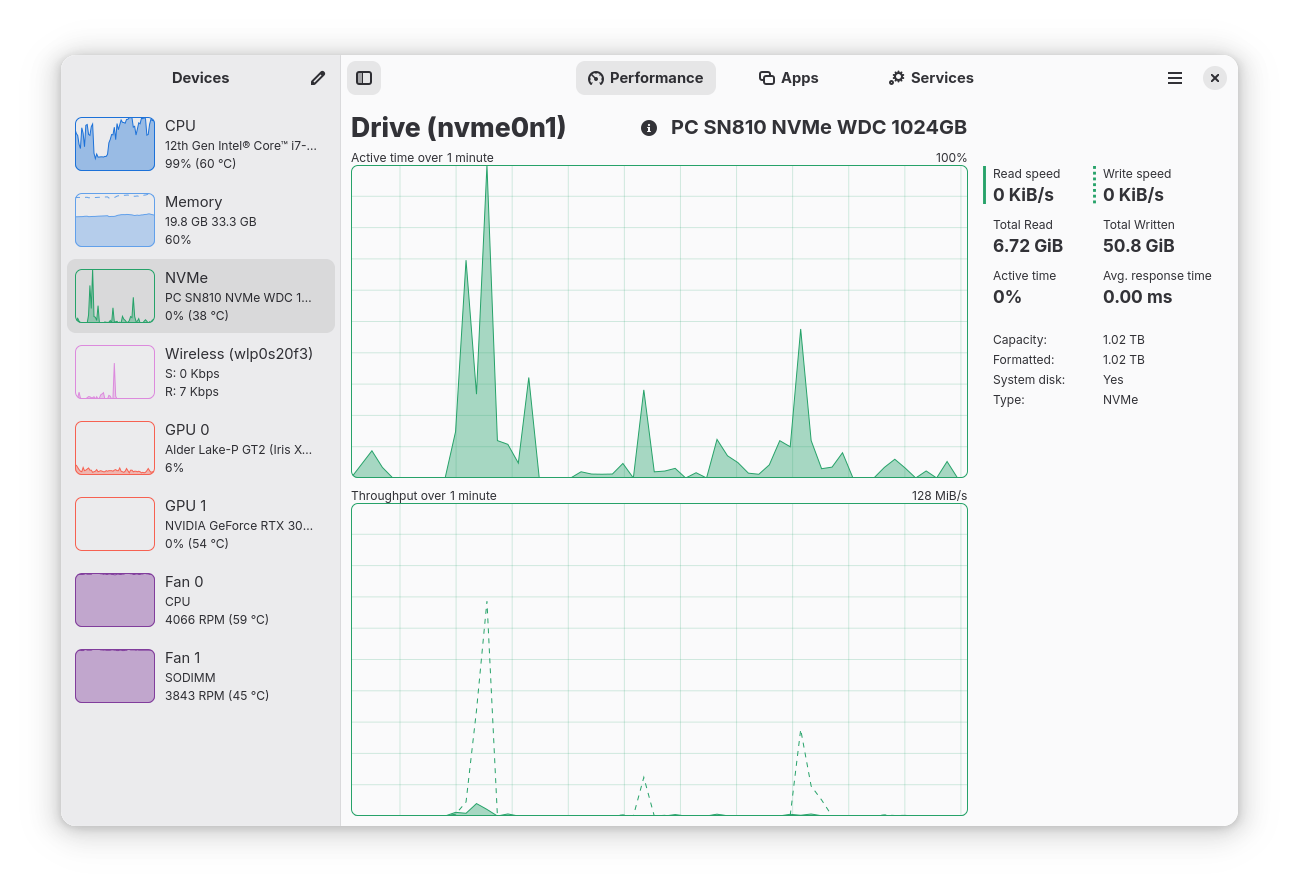 Devices
Performance
Apps
Services
CPU
12th Gen Intel® Core™ i7-...
99% (60 °C)
Memory
19.8 GB 33.3 GB
60%
NVMe
PC SN810 NVMe WDC 1...
0% (38 °C)
Wireless (wlp0s20f3)
S: 0 Kbps
R: 7 Kbps
GPU 0
Alder Lake-P GT2 (Iris X...
6%
GPU 1
NVIDIA GeForce RTX 30...
0% (54 °C)
Fan 0
CPU
4066 RPM (59 °C)
Fan 1
SODIMM
3843 RPM (45 °C)
Drive (nvme0n1)
PC SN810 NVMe WDC 1024GB
Active time over 1 minute
100%
Throughput over 1 minute
128 MiB/s
Read speed
0 KiB/s
Write speed
0 KiB/s
Total Read
6.72 GiB
Total Written
50.8 GiB
Active time
0%
Avg. response time
0.00 ms
Capacity: 1.02 TB
Formatted: 1.02 TB
System disk: Yes
Type: NVMe